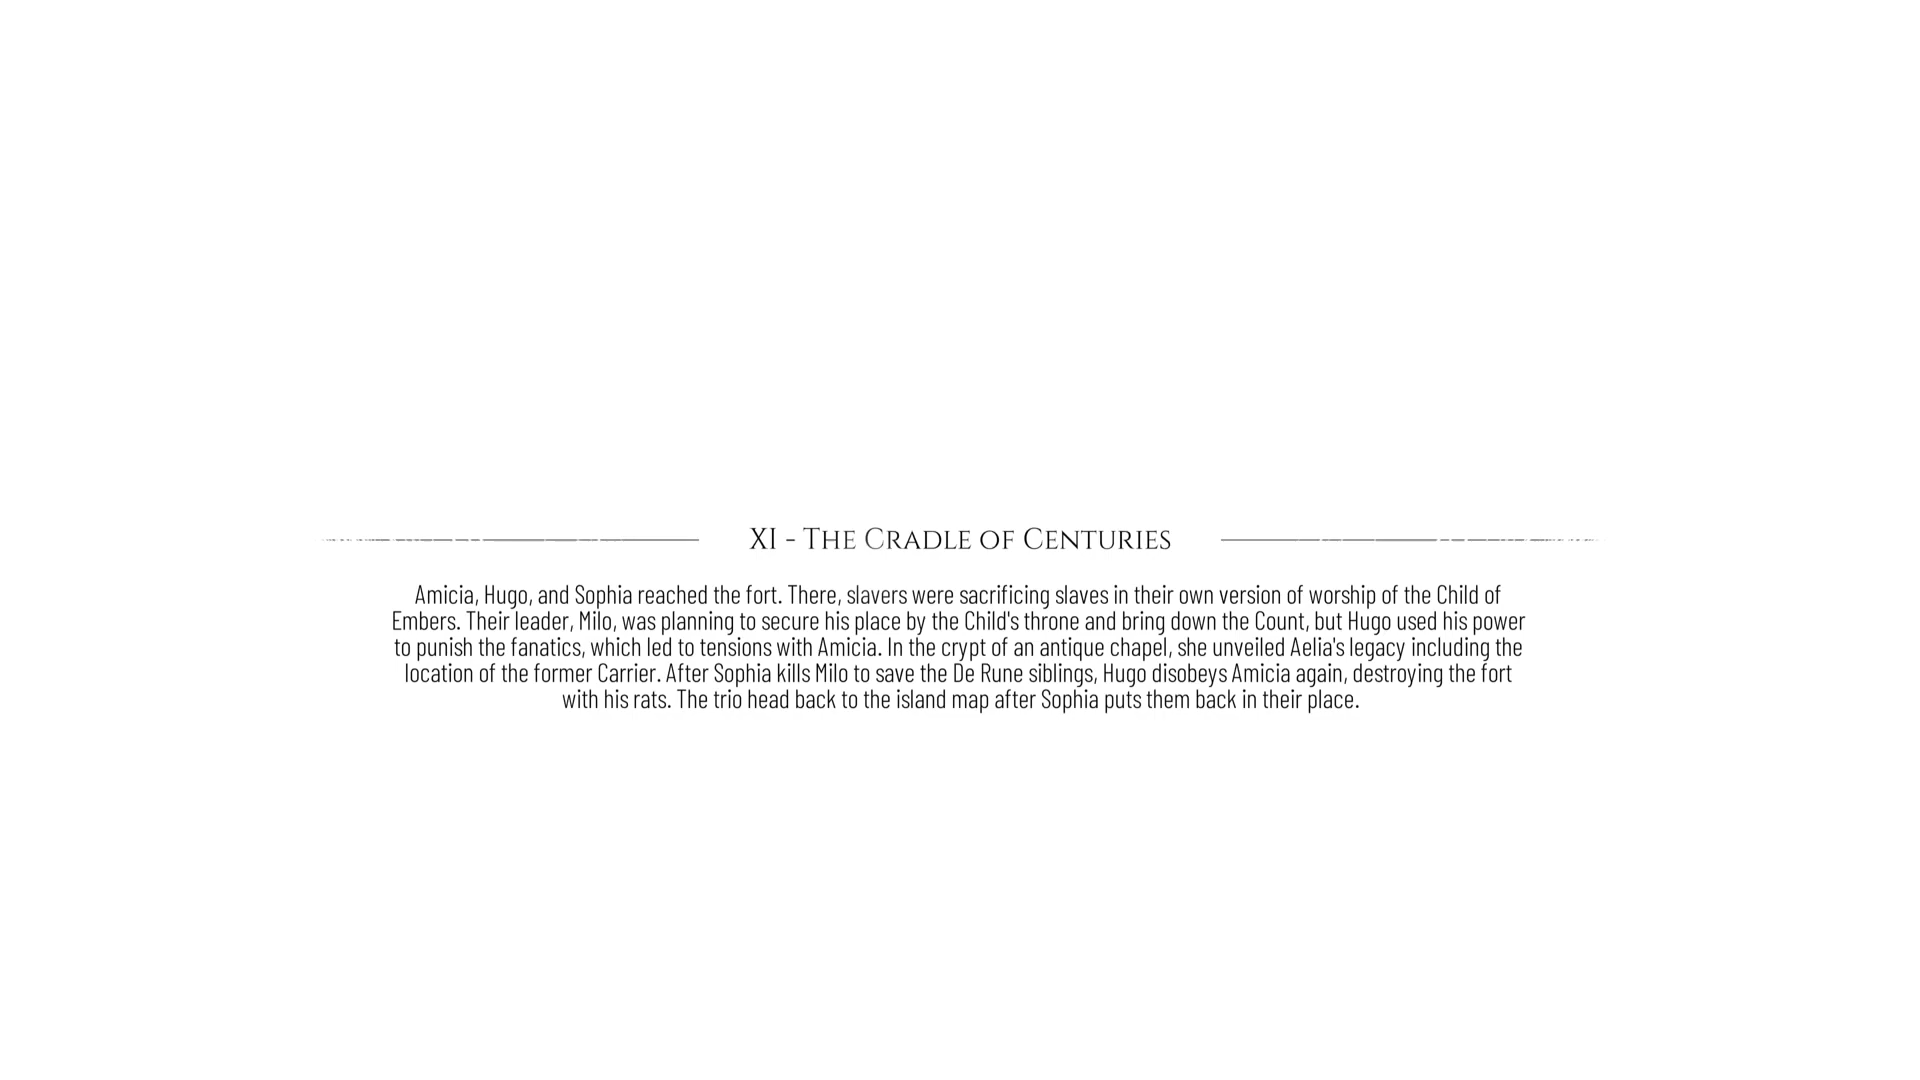 XI - The Cradle of Centuries
Amicia, Hugo, and Sophia reached the fort. There, slavers were sacrificing slaves in their own version of worship of the Child of
Embers. Their leader, Milo, was planning to secure his place by the Child's throne and bring down the Count, but Hugo used his power
to punish the fanatics, which led to tensions with Amicia. In the crypt of an antique chapel, she unveiled Aelia's legacy including the
location of the former Carrier. After Sophia kills Milo to save the De Rune siblings, Hugo disobeys Amicia again, destroying the fort
with his rats. The trio head back to the island map after Sophia puts them back in their place.